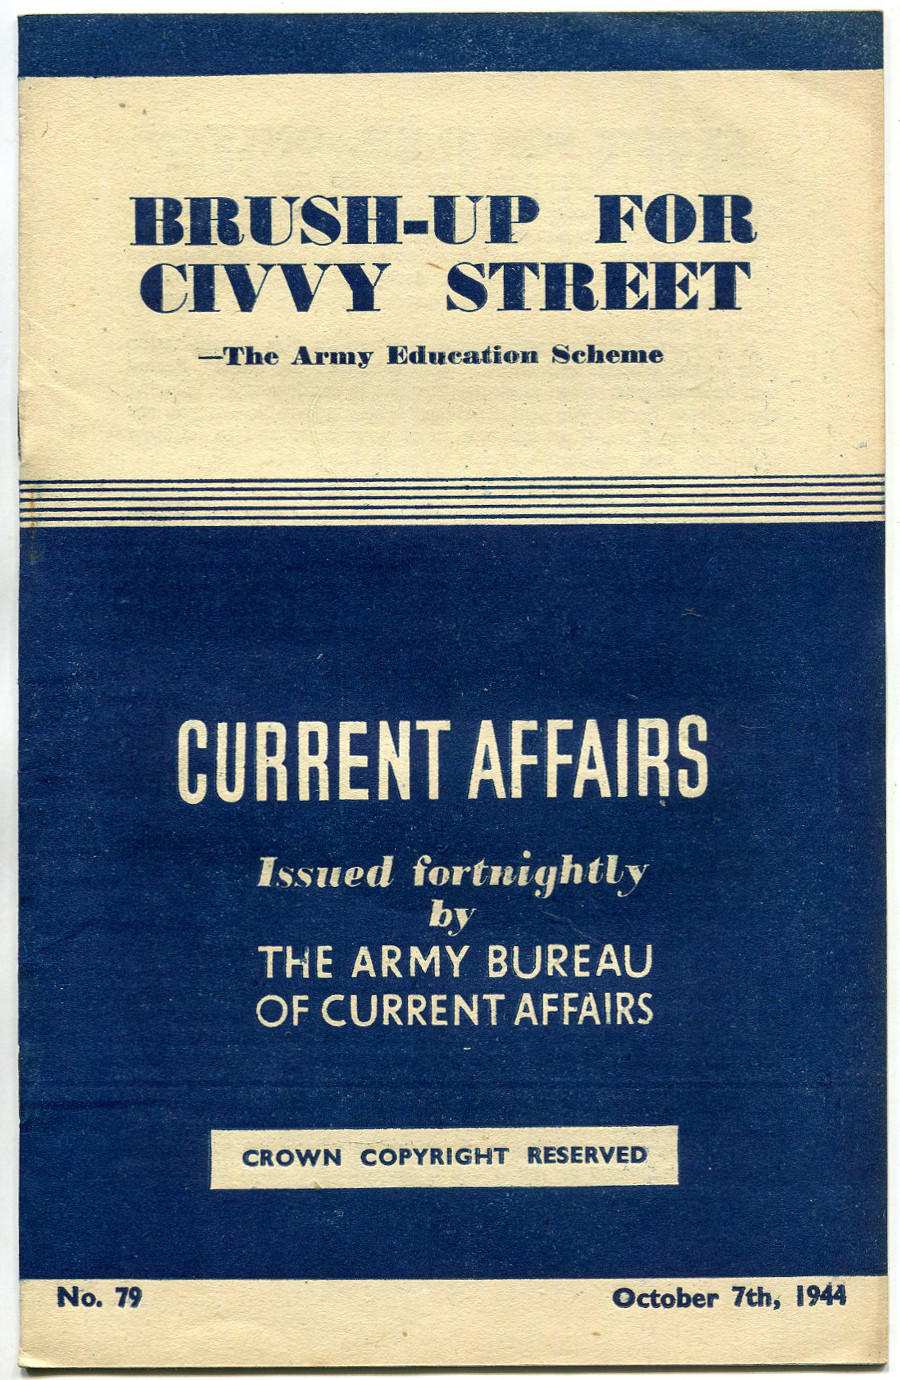 BRUSH-UP FOR
CIVVY STREET
—The Army Education Scheme
CURRENT AFFAIRS
Issued fortnightly
by
THE ARMY BUREAU
OF CURRENT AFFAIRS
CROWN COPYRIGHT RESERVED
No. 79
October 7th, 1944